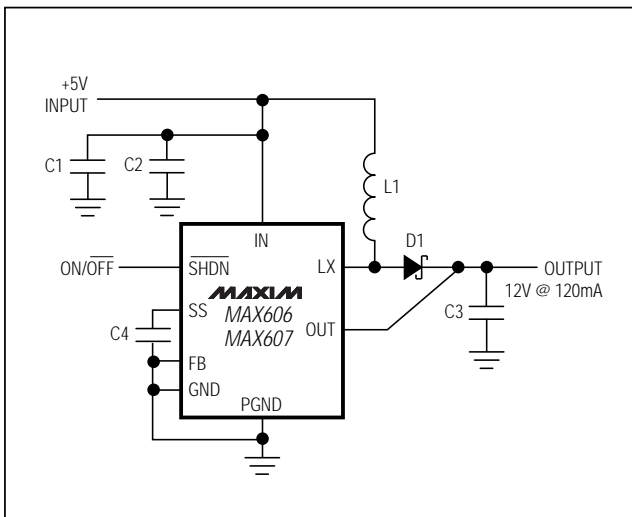 +5V
INPUT
C1
C2
L1
IN
D1
ON/OFF
SHDN
LX
OUTPUT
12V @ 120mA
MAXIM
MAX606
MAX607
SS
OUT
C3
C4
FB
GND
PGND